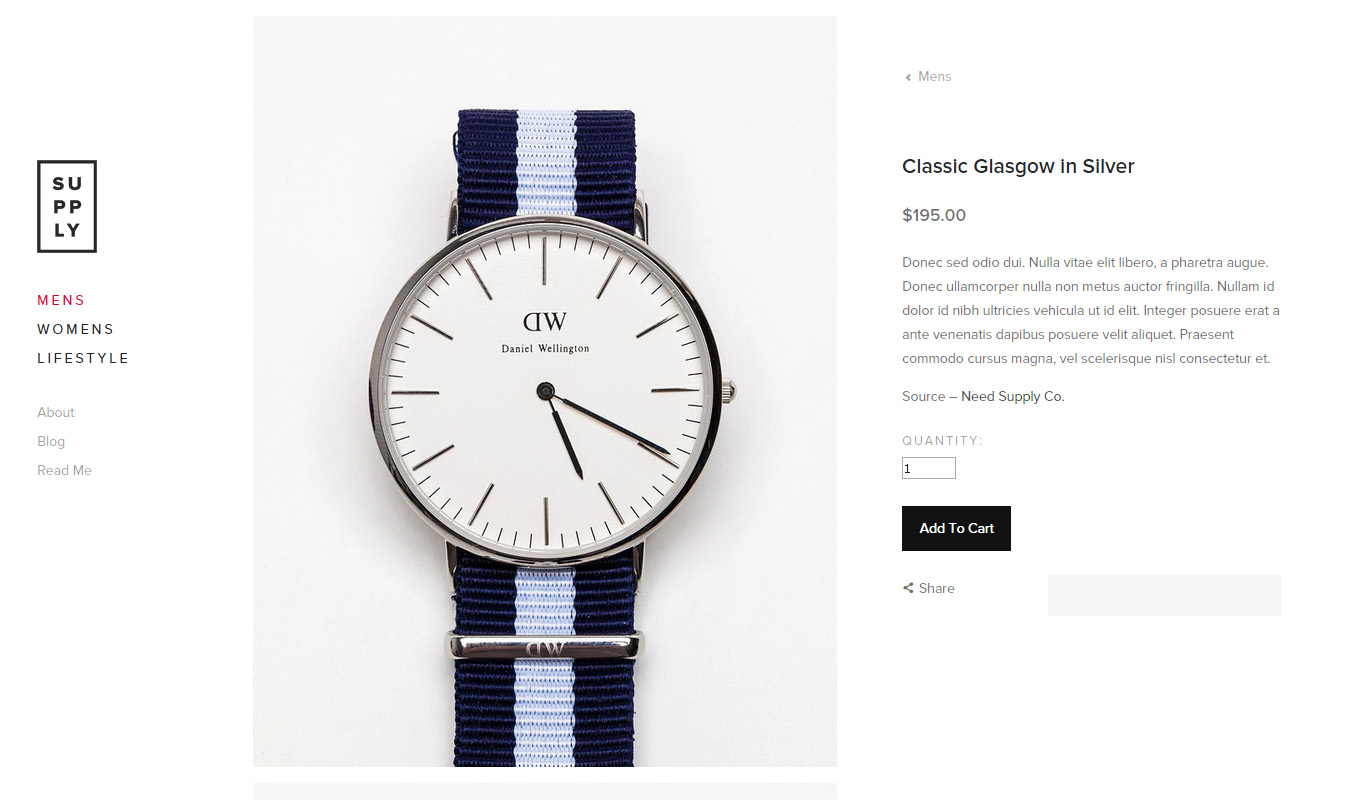 SU
PP
LY
MENS
WOMENS
LIFESTYLE
About
Blog
Read Me
DW
Daniel Wellington
DW
Mens
Classic Glasgow in Silver
$195.00
Donec sed odio dui. Nulla vitae elit libero, a pharetra augue.
Donec ullamcorper nulla non metus auctor fringilla. Nullam id
dolor id nibh ultricies vehicula ut id elit. Integer posuere erat a
ante venenatis dapibus posuere velit aliquet. Praesent
commodo cursus magna, vel scelerisque nisl consectetur et.
Source – Need Supply Co.
QUANTITY:
1
Add To Cart
Share